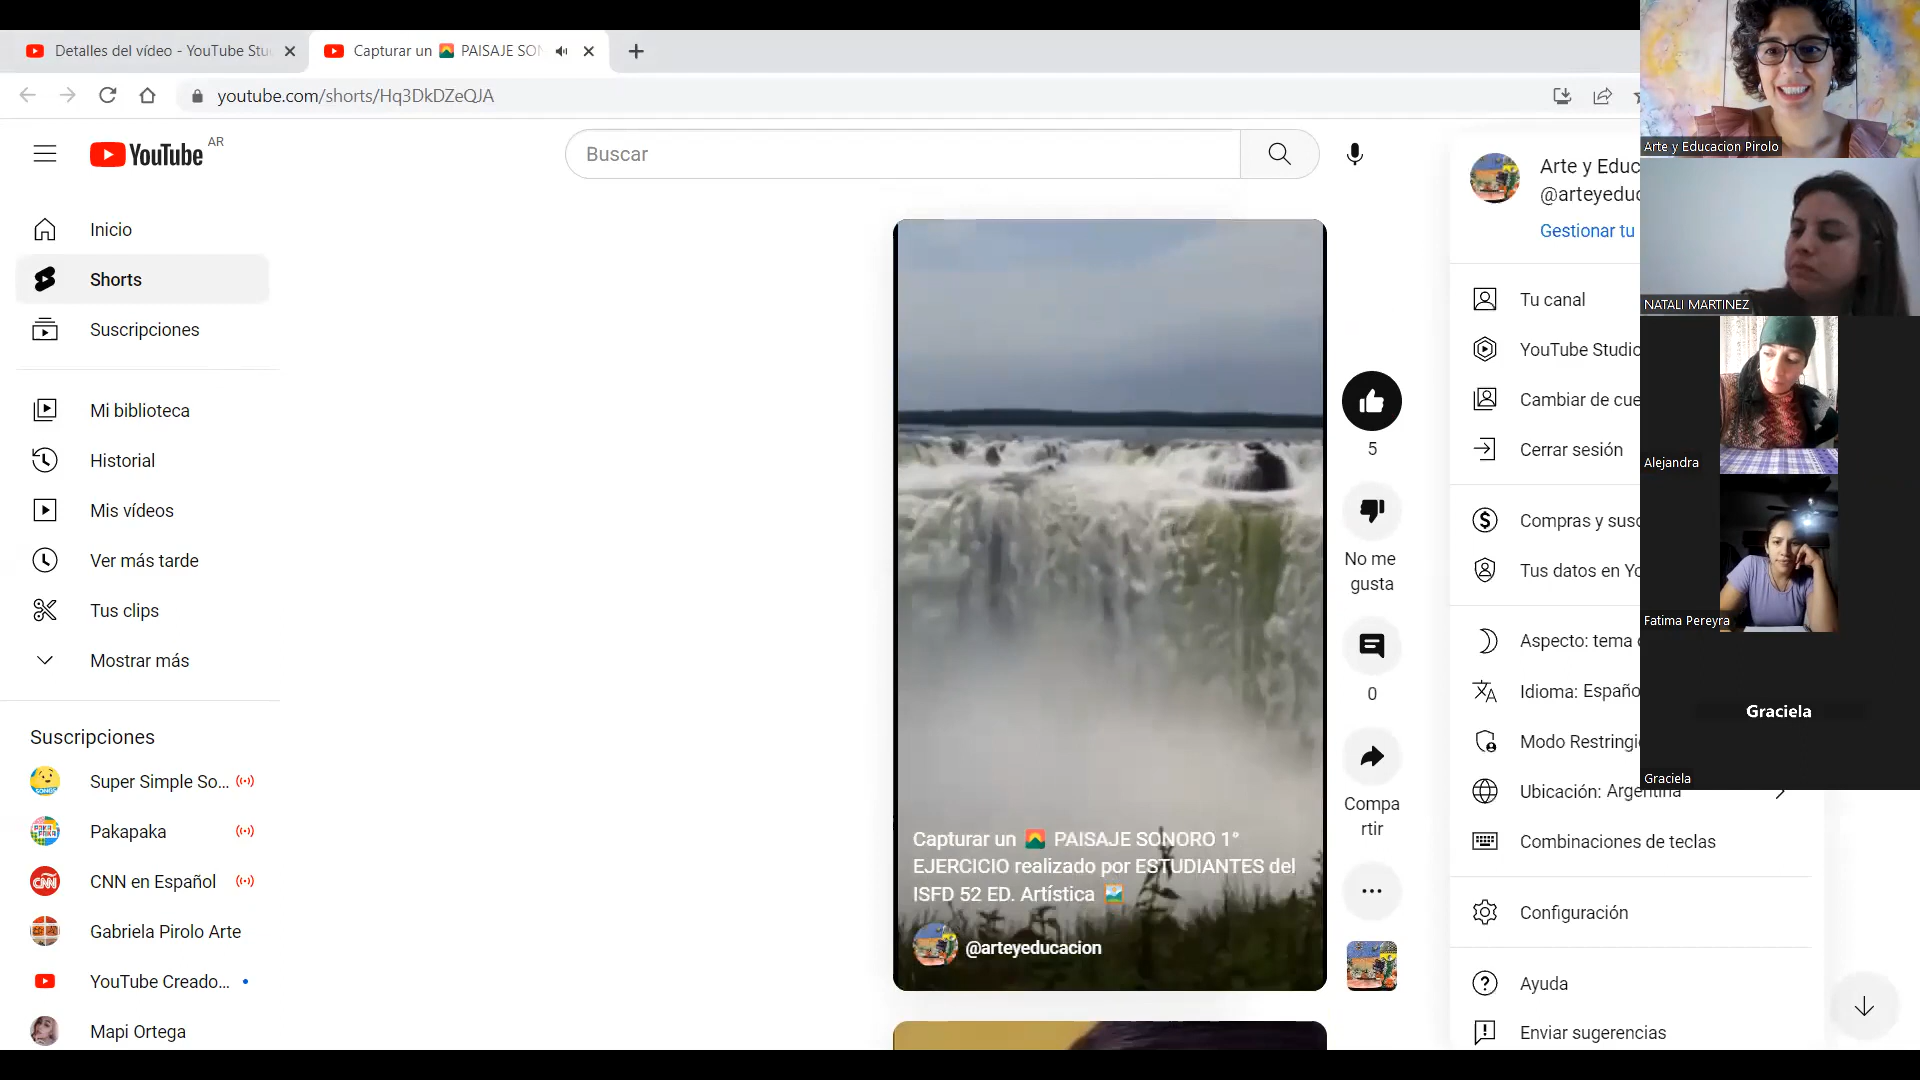 Detalles del vídeo - YouTube Stu
Capturar un PAISAJE SON
youtube.com/shorts/Hq3DkDZeQJA
YouTube AR
Buscar
Inicio
Shorts
Suscripciones
Mi biblioteca
Historial
Mis vídeos
Ver más tarde
Tus clips
Mostrar más
Suscripciones
Super Simple So...
Pakapaka
CNN en Español
Gabriela Pirolo Arte
YouTube Creado...
Mapi Ortega
Capturar un 🌄 PAISAJE SONORO 1°
EJERCICIO realizado por ESTUDIANTES del
ISFD 52 ED. Artística
@arteyeducacion
5
No me
gusta
0
Compa
rtir
Arte y Educ
@arteyeduc
Gestionar tu
Tu canal
YouTube Studio
Cambiar de cue
Cerrar sesión
Compras y susc
Tus datos en Yo
Aspecto: tema
Idioma: Españo
Modo Restringi
Ubicación: Argentina
Combinaciones de teclas
Configuración
Ayuda
Enviar sugerencias
Arte y Educacion Pirolo
NATALI MARTINEZ
Alejandra
Fatima Pereyra
Graciela
Graciela